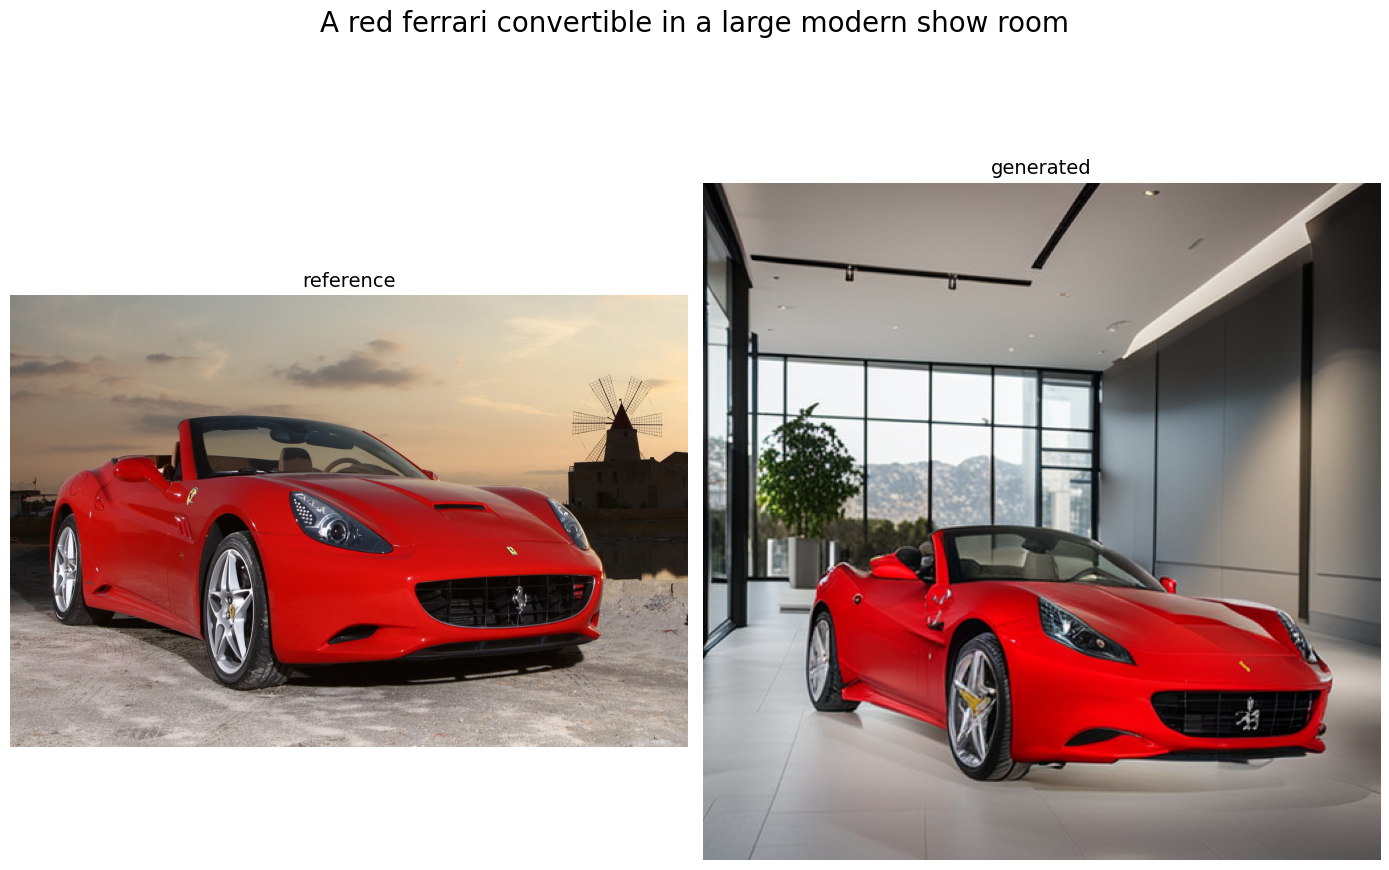 A red ferrari convertible in a large modern show room
reference
generated